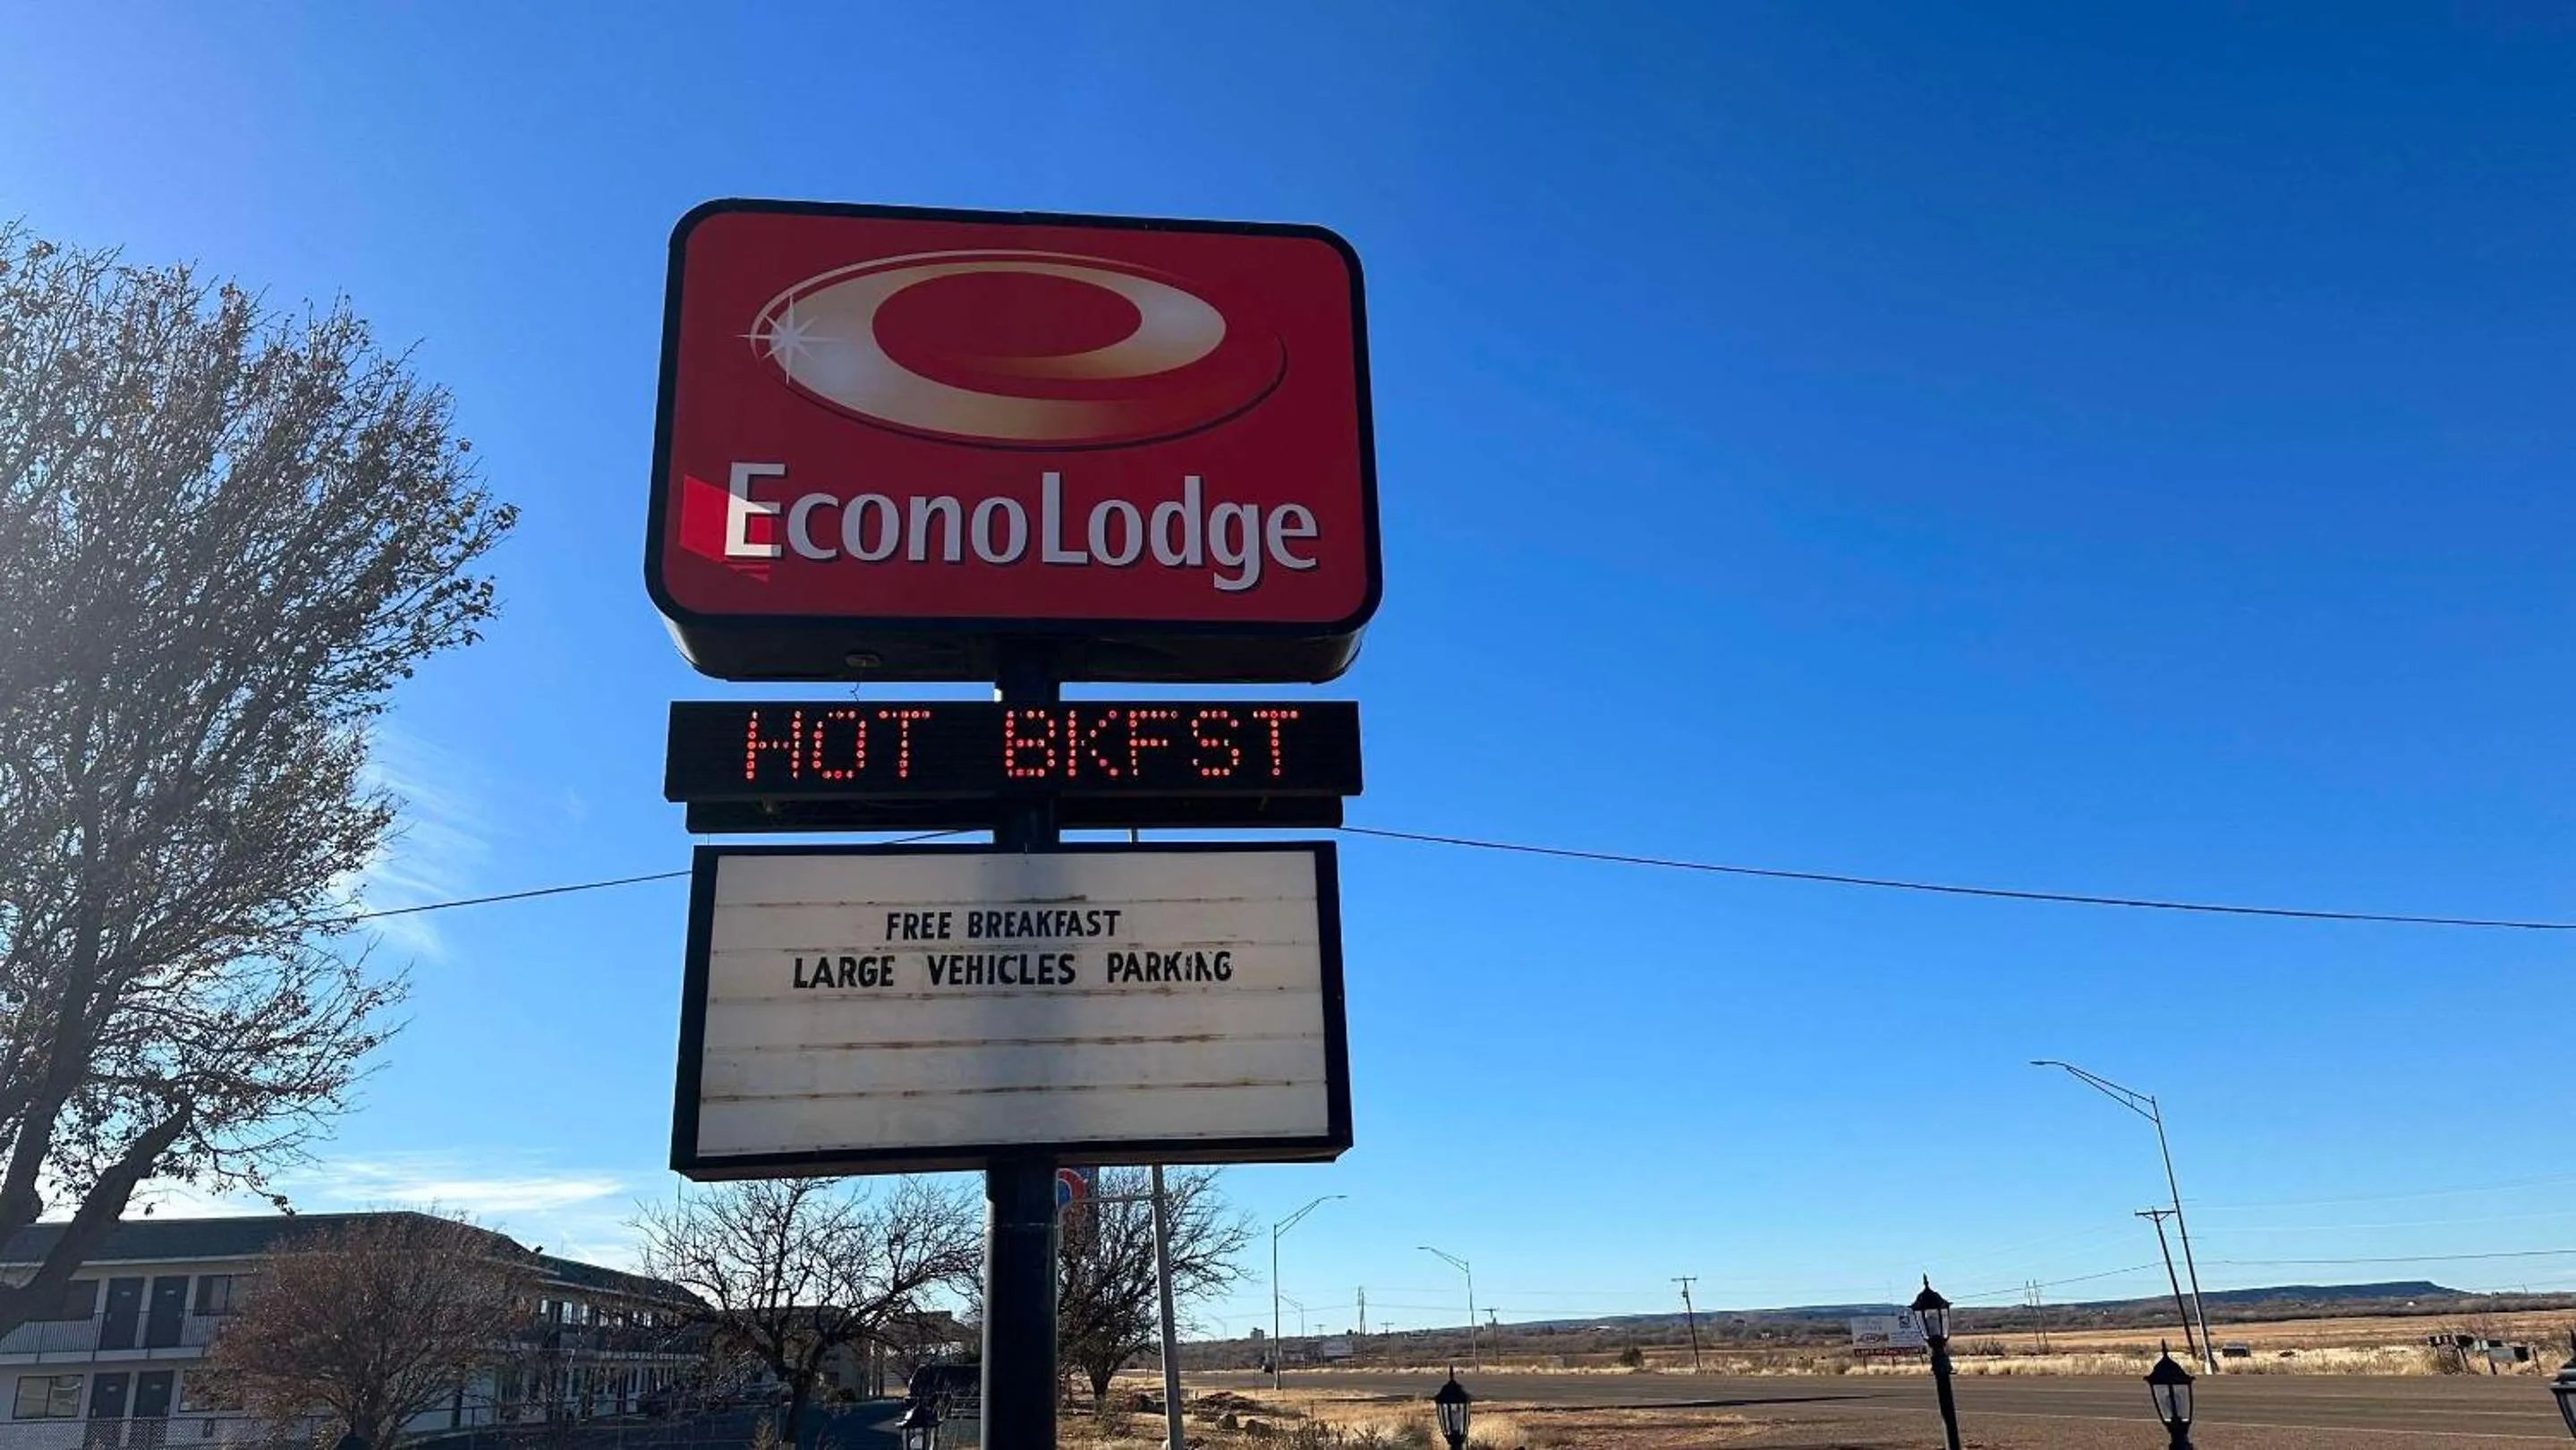 EconoLodge
HOT BKFST
FREE BREAKFAST
LARGE VEHICLES PARKING